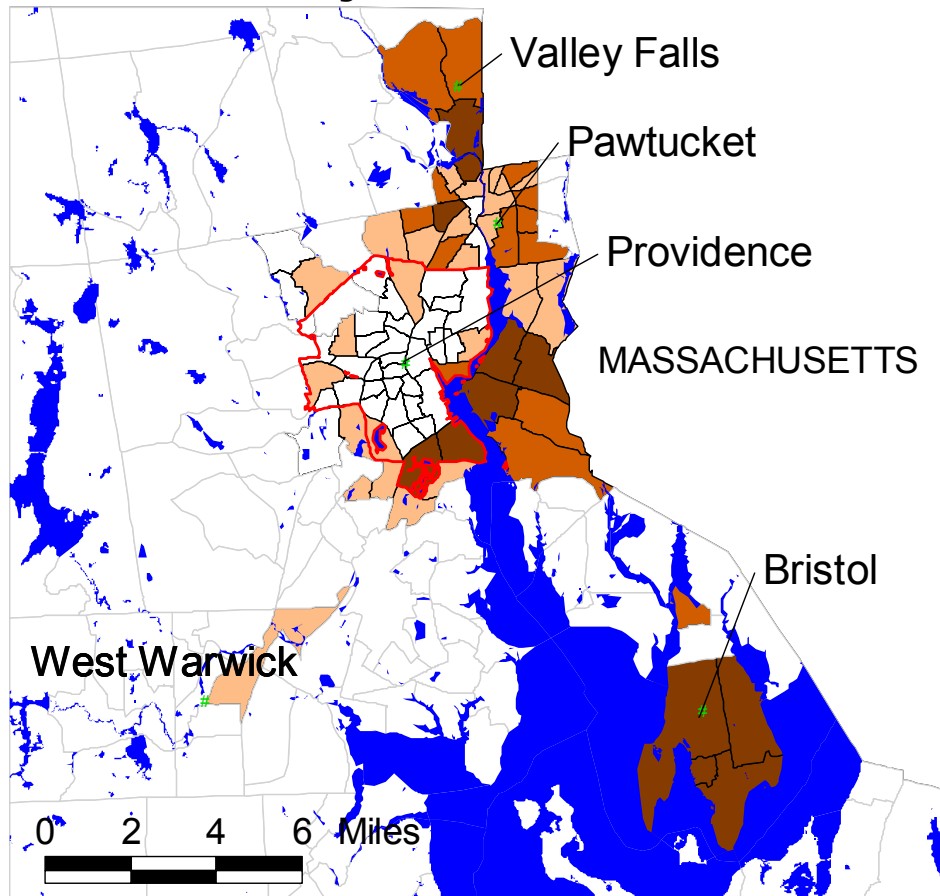 Valley Falls
Pawtucket
Providence
MASSACHUSETTS
Bristol
West Warwick
0 2 4 6 Miles